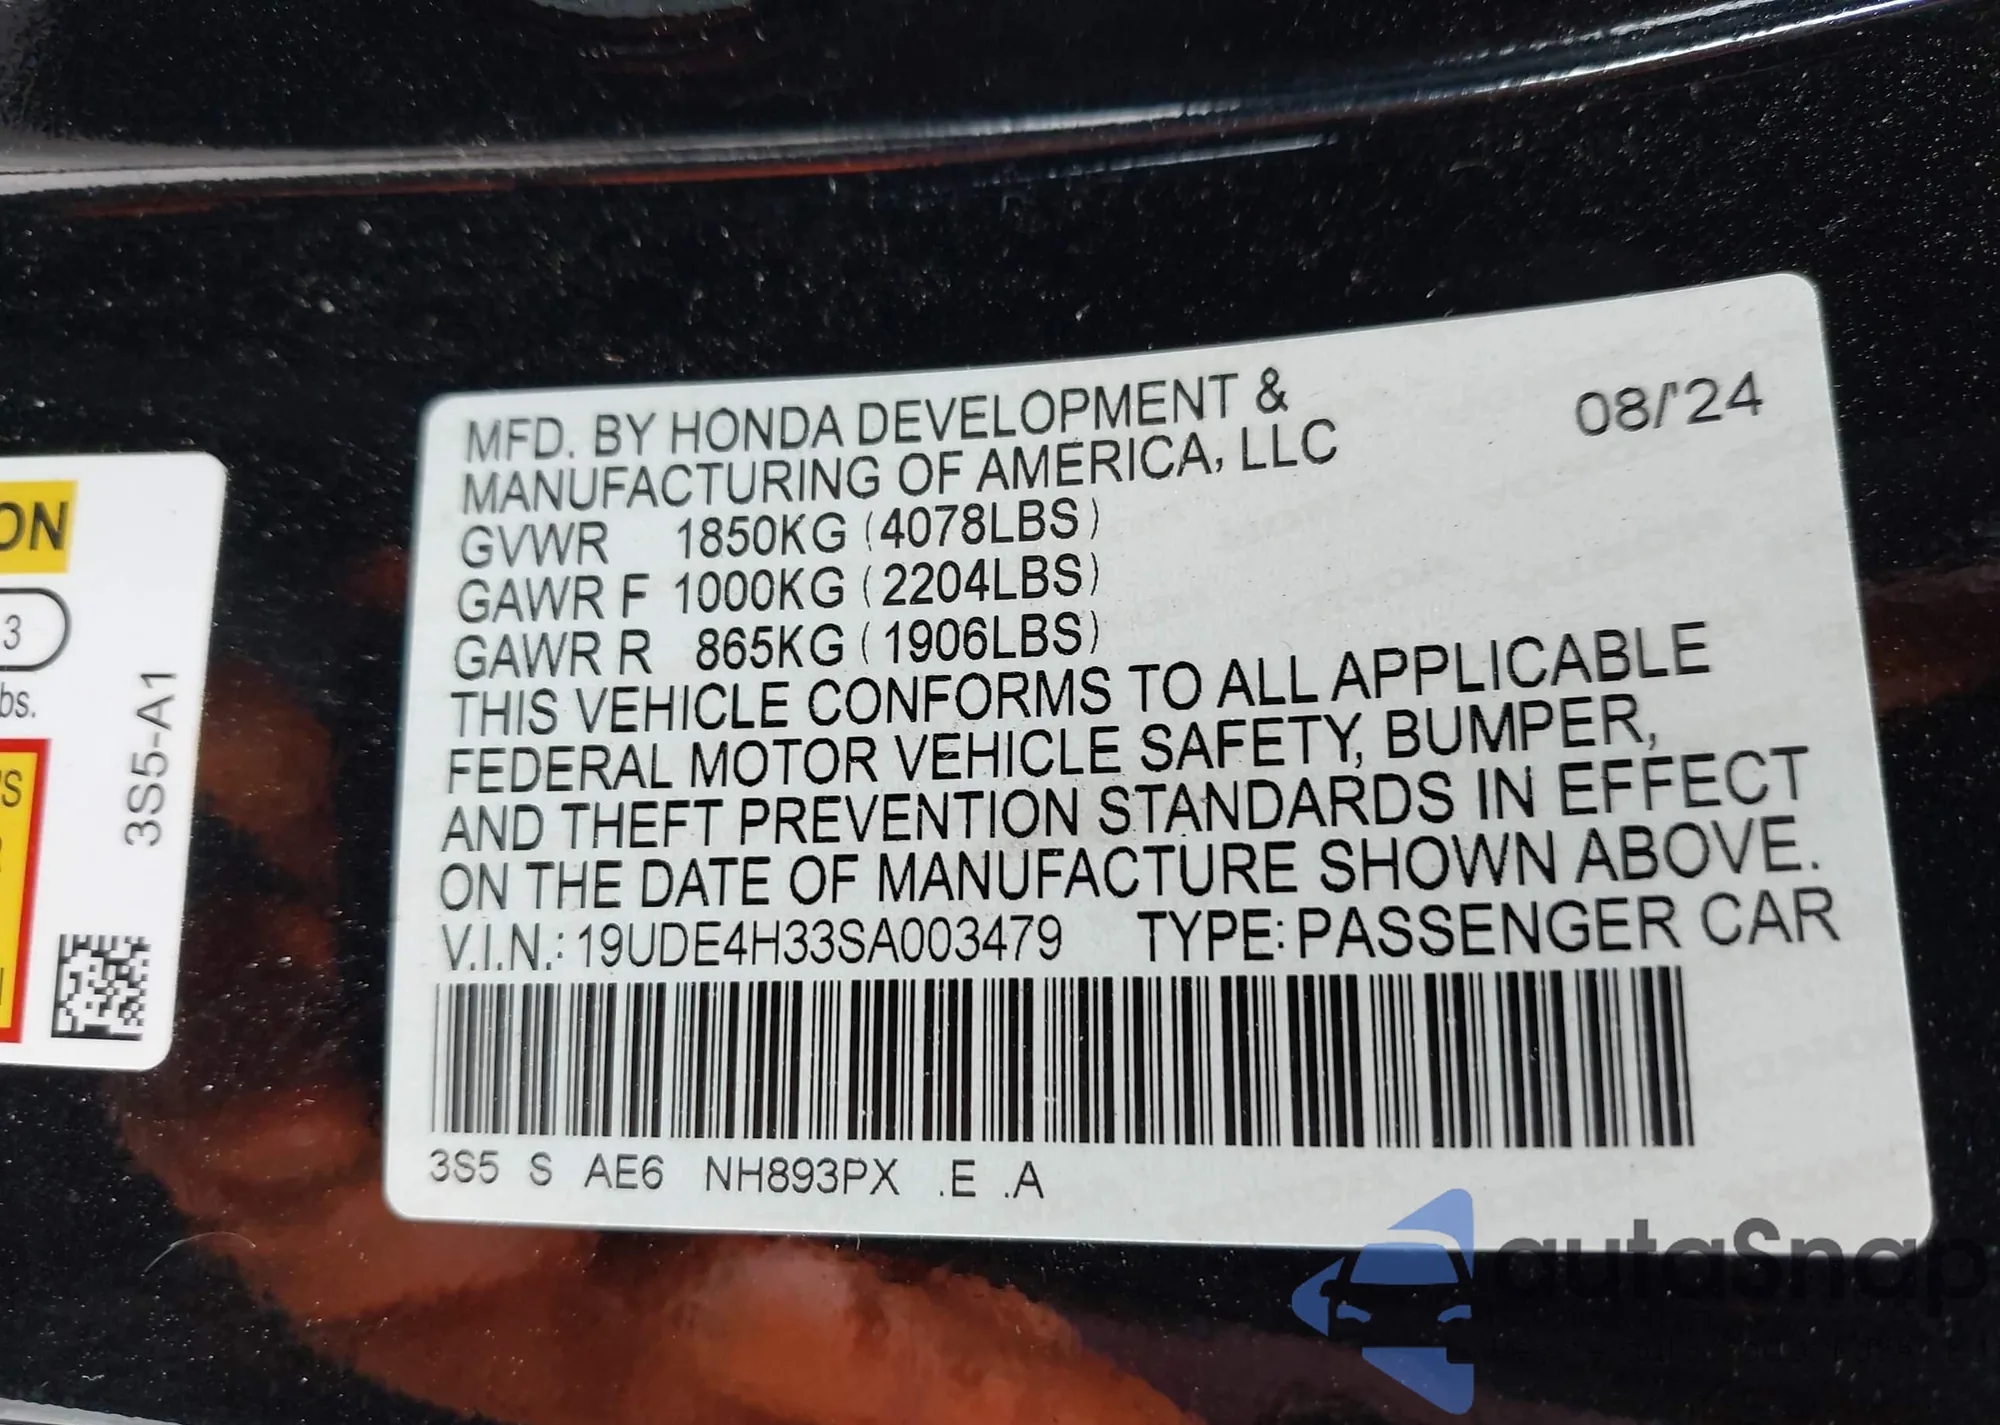 MFD. BY HONDA DEVELOPMENT &
MANUFACTURING OF AMERICA, LLC
08/'24
GVWR 1850KG (4078LBS)
GAWR F 1000KG (2204LBS)
GAWR R 865KG (1906LBS)
THIS VEHICLE CONFORMS TO ALL APPLICABLE
FEDERAL MOTOR VEHICLE SAFETY, BUMPER,
AND THEFT PREVENTION STANDARDS IN EFFECT
ON THE DATE OF MANUFACTURE SHOWN ABOVE.
V.I.N.: 19UDE4H33SA003479 TYPE: PASSENGER CAR
3S5 S AE6 NH893PX .E .A
ON
3
bs.
3S5-A1
autoSnap